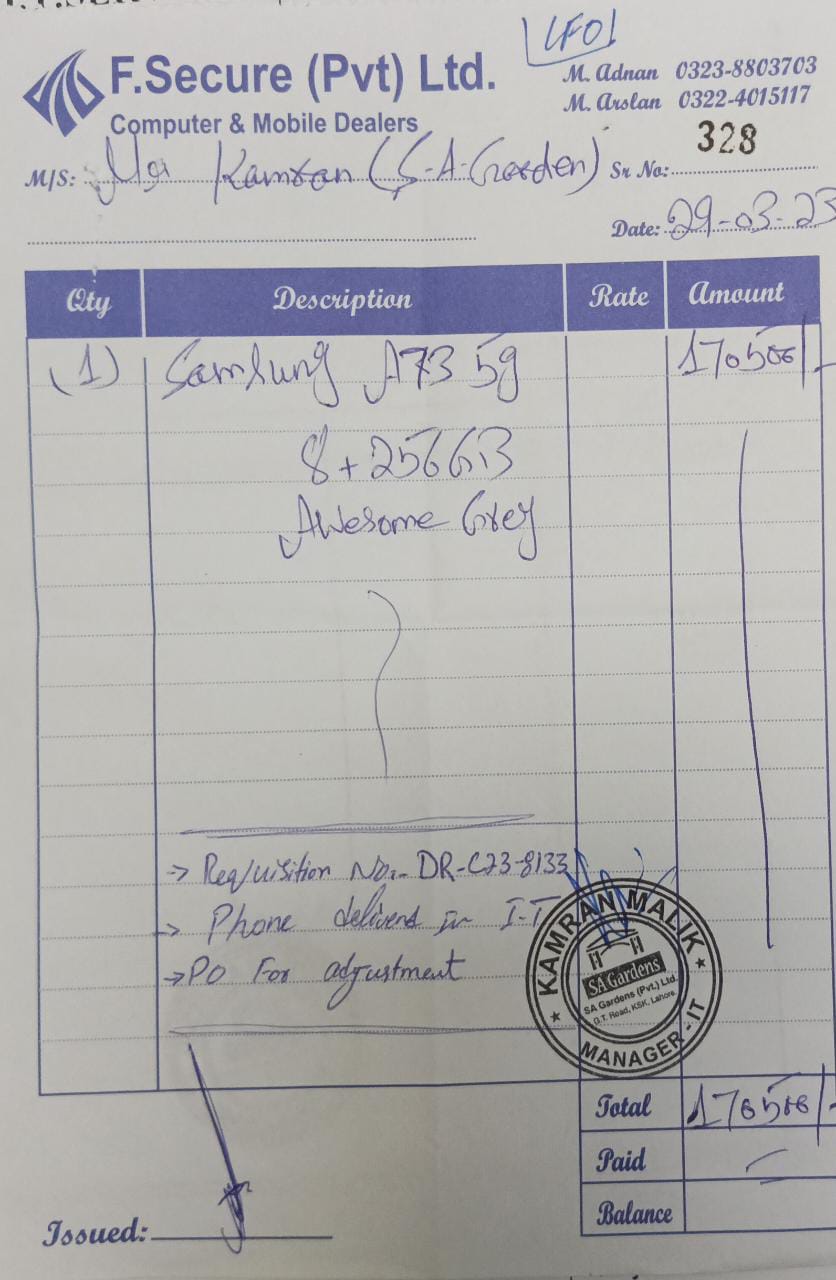 CFO
F.Secure (Pvt) Ltd.
Computer & Mobile Dealers
M. Adnan 0323-8803703
M. Arslan 0322-4015117
M/S: Mr Kamran (S-A-Garden) Sr No: 328
Date: 29-03-23
Qty Description Rate Amount
(1) Samsung A73 5g 170500/-
8+256GB
Awesome Grey
→ Requisition No:- DR-C23-8133
→ Phone delivered in I-T
→ PO For adjustment
KAMRAN MALIK
SA Gardens
SA Gardens (Pvt.) Ltd.
G.T. Road, KSK, Lahore.
MANAGER - IT
Total 170500/-
Paid
Balance
Issued: